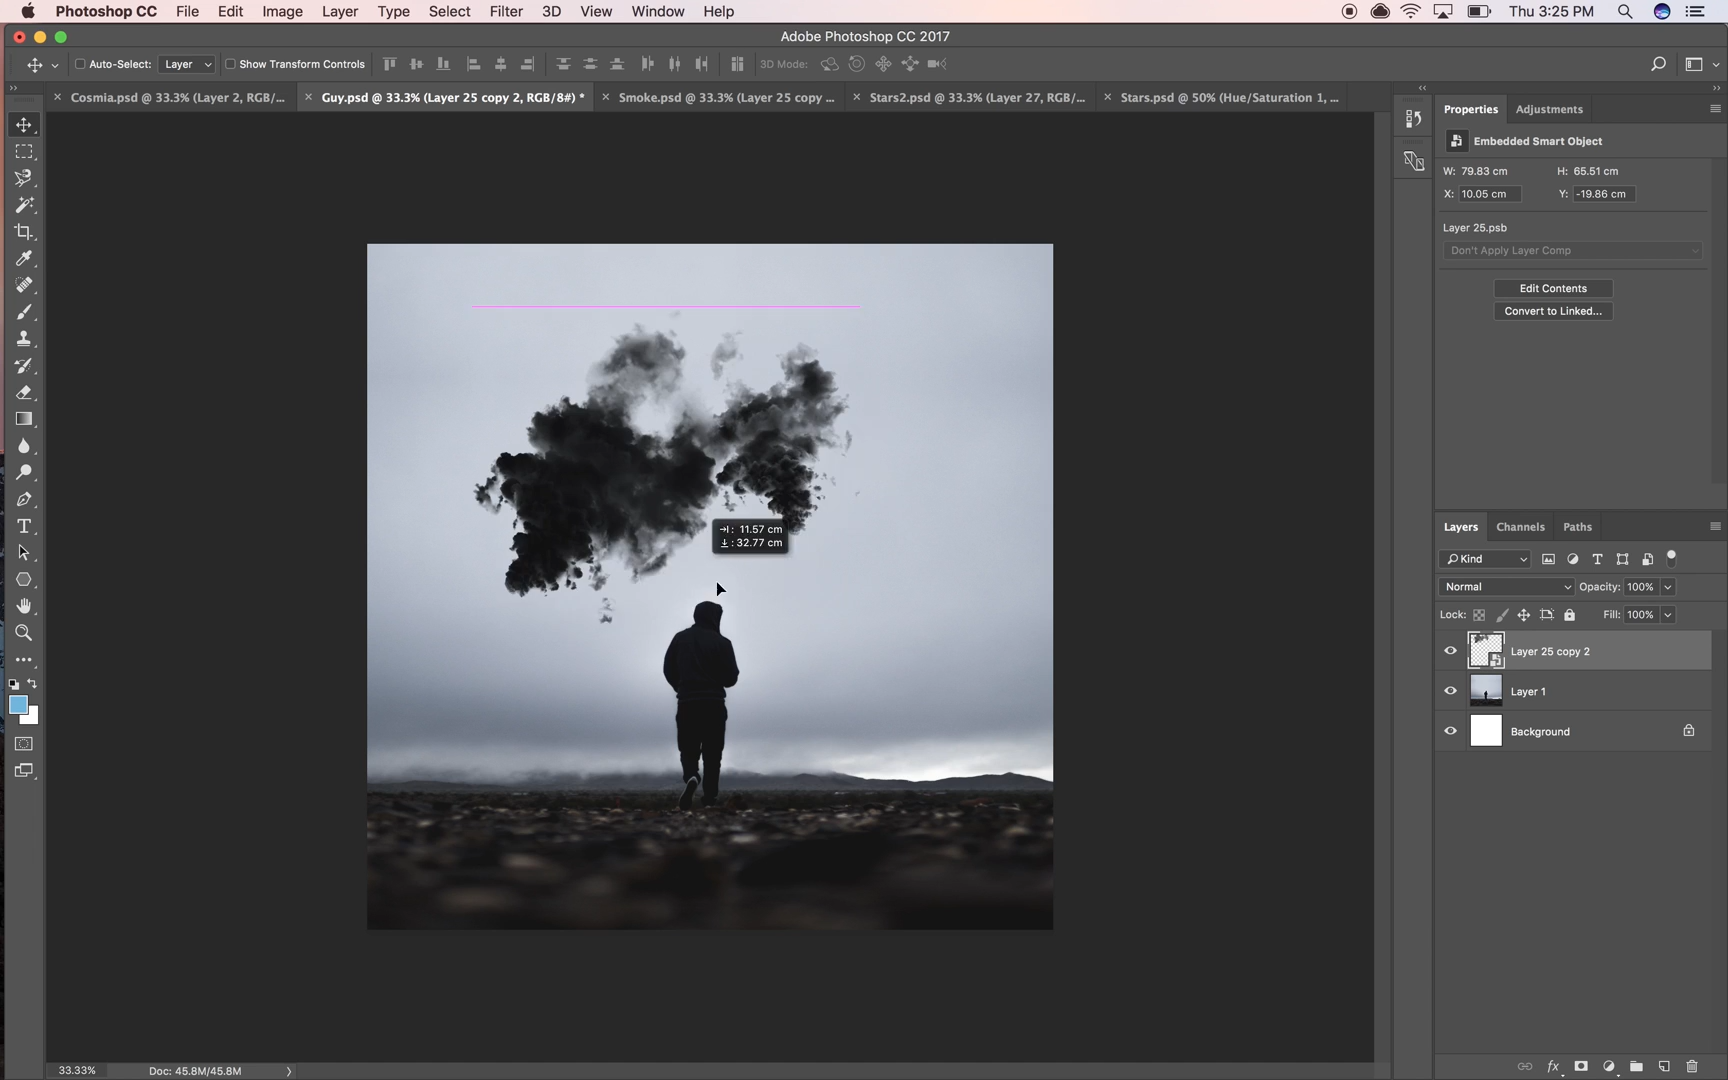 Photoshop CC File Edit Image Layer Type Select Filter 3D View Window Help Thu 3:25 PM
Adobe Photoshop CC 2017
Auto-Select: Layer Show Transform Controls 3D Mode:
Cosmia.psd @ 33.3% (Layer 2, RGB/... Guy.psd @ 33.3% (Layer 25 copy 2, RGB/8#) * Smoke.psd @ 33.3% (Layer 25 copy ... Stars2.psd @ 33.3% (Layer 27, RGB/... Stars.psd @ 50% (Hue/Saturation 1, ...
Properties Adjustments
Embedded Smart Object
W: 79.83 cm H: 65.51 cm
X: 10.05 cm Y: -19.86 cm
Layer 25.psb
Don't Apply Layer Comp
Edit Contents
Convert to Linked...
: 11.57 cm
: 32.77 cm
Layers Channels Paths
Kind
Normal Opacity: 100%
Lock: Fill: 100%
Layer 25 copy 2
Layer 1
Background
33.33% Doc: 45.8M/45.8M
fx